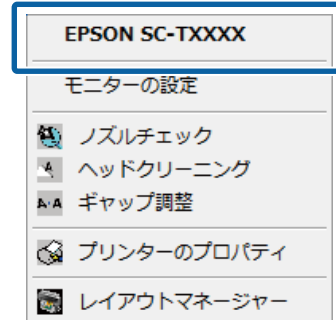 EPSON SC-TXXXX
モニターの設定
ノズルチェック
ヘッドクリーニング
ギャップ調整
プリンターのプロパティ
レイアウトマネージャー